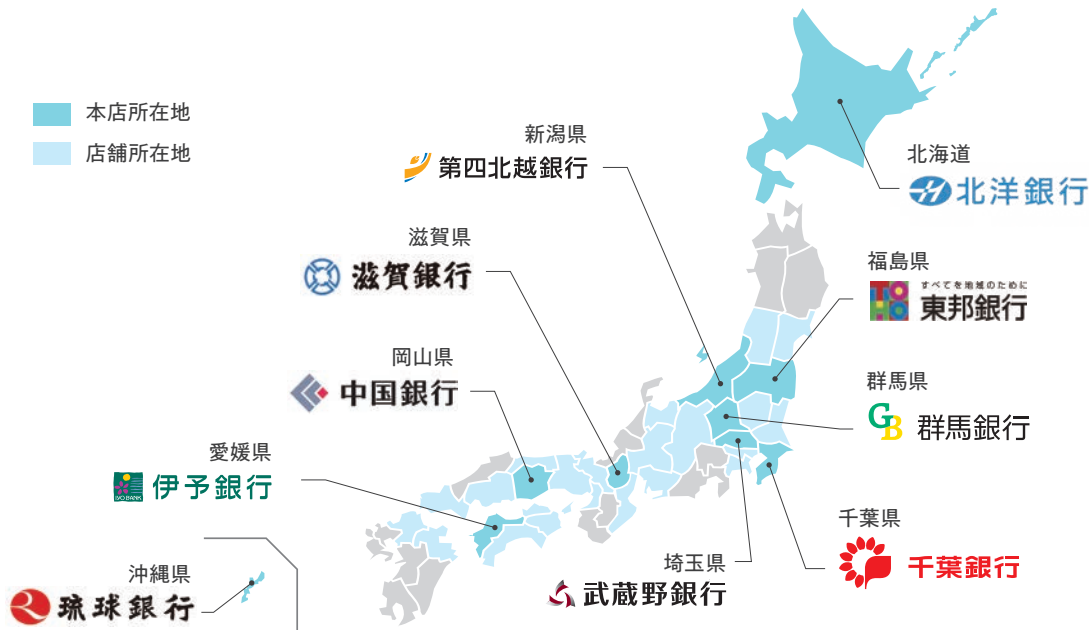 本店所在地
店舗所在地
新潟県
第四北越銀行
北海道
北洋銀行
滋賀県
滋賀銀行
福島県
TOHO
すべてを地域のために
東邦銀行
岡山県
中国銀行
群馬県
GB
群馬銀行
愛媛県
IYO BANK
伊予銀行
千葉県
千葉銀行
埼玉県
武蔵野銀行
沖縄県
琉球銀行